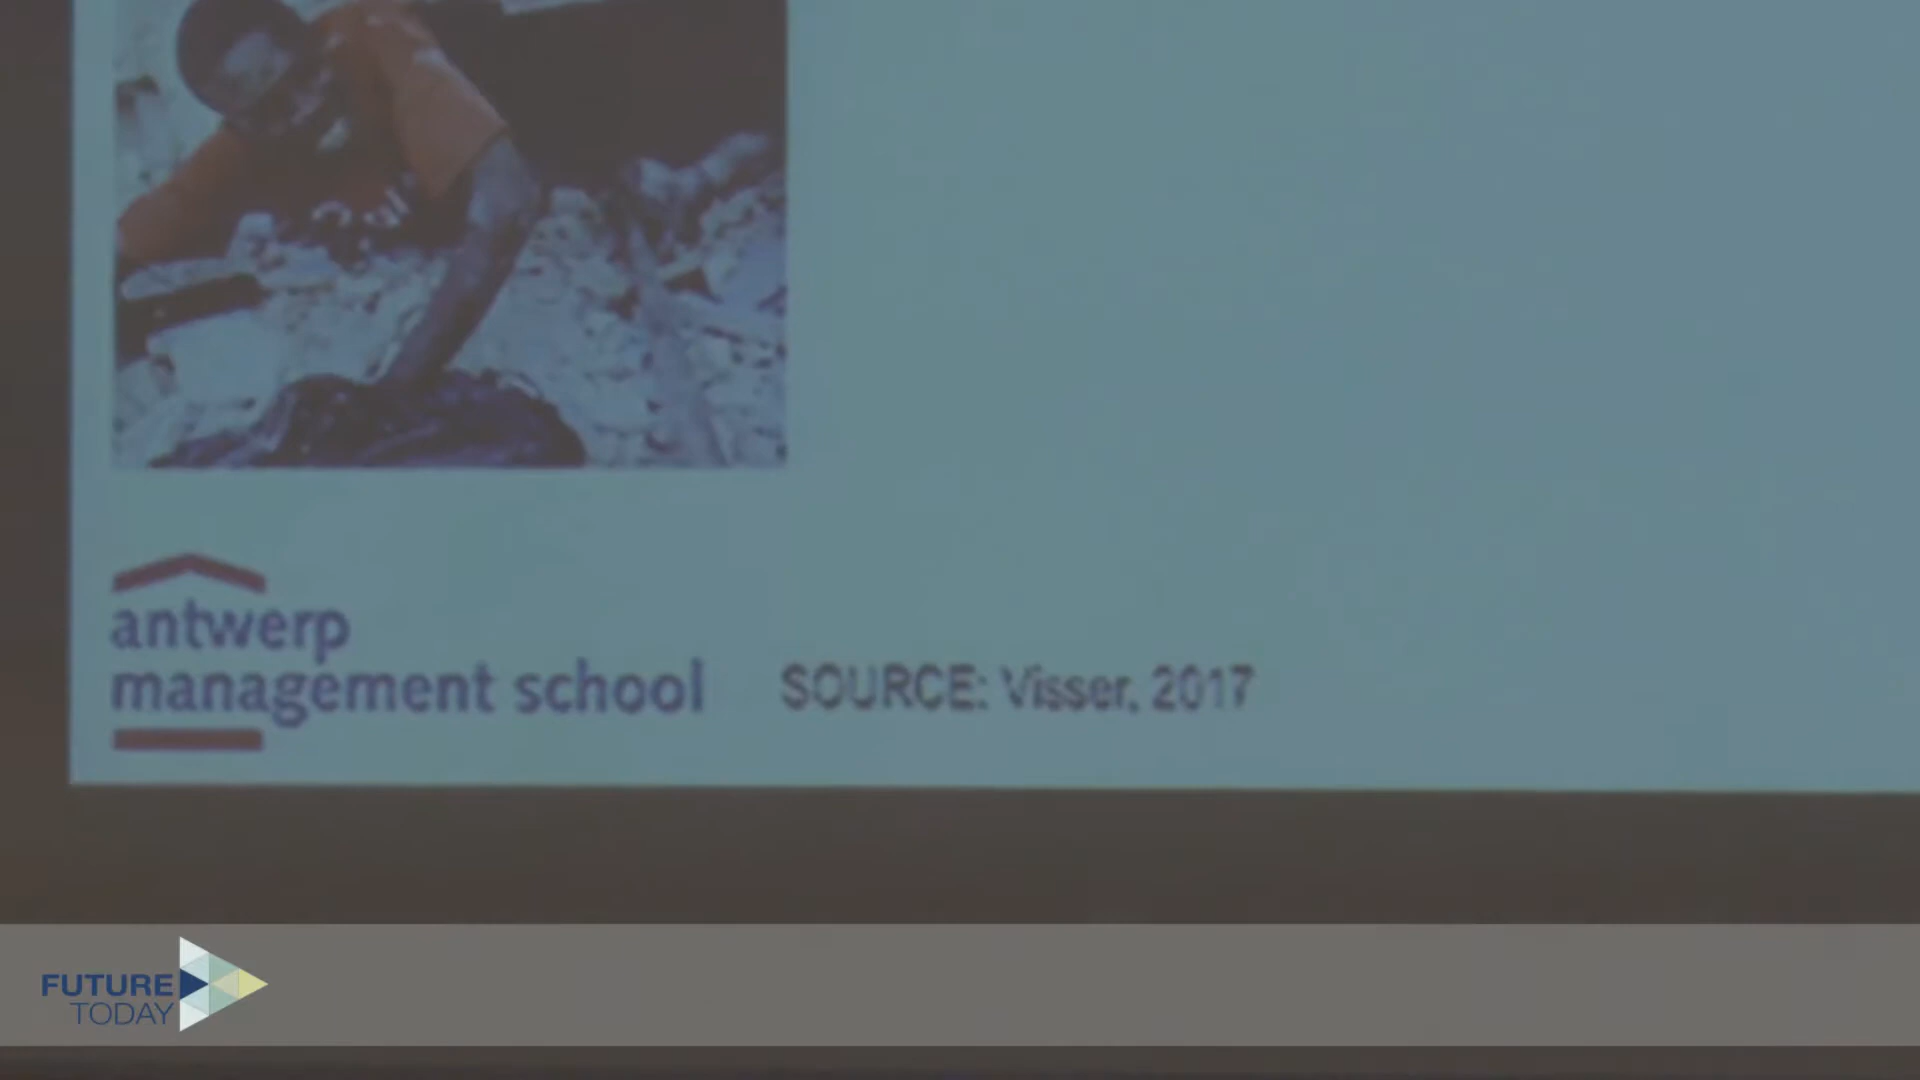 antwerp
management school
SOURCE: Visser, 2017
FUTURE
TODAY